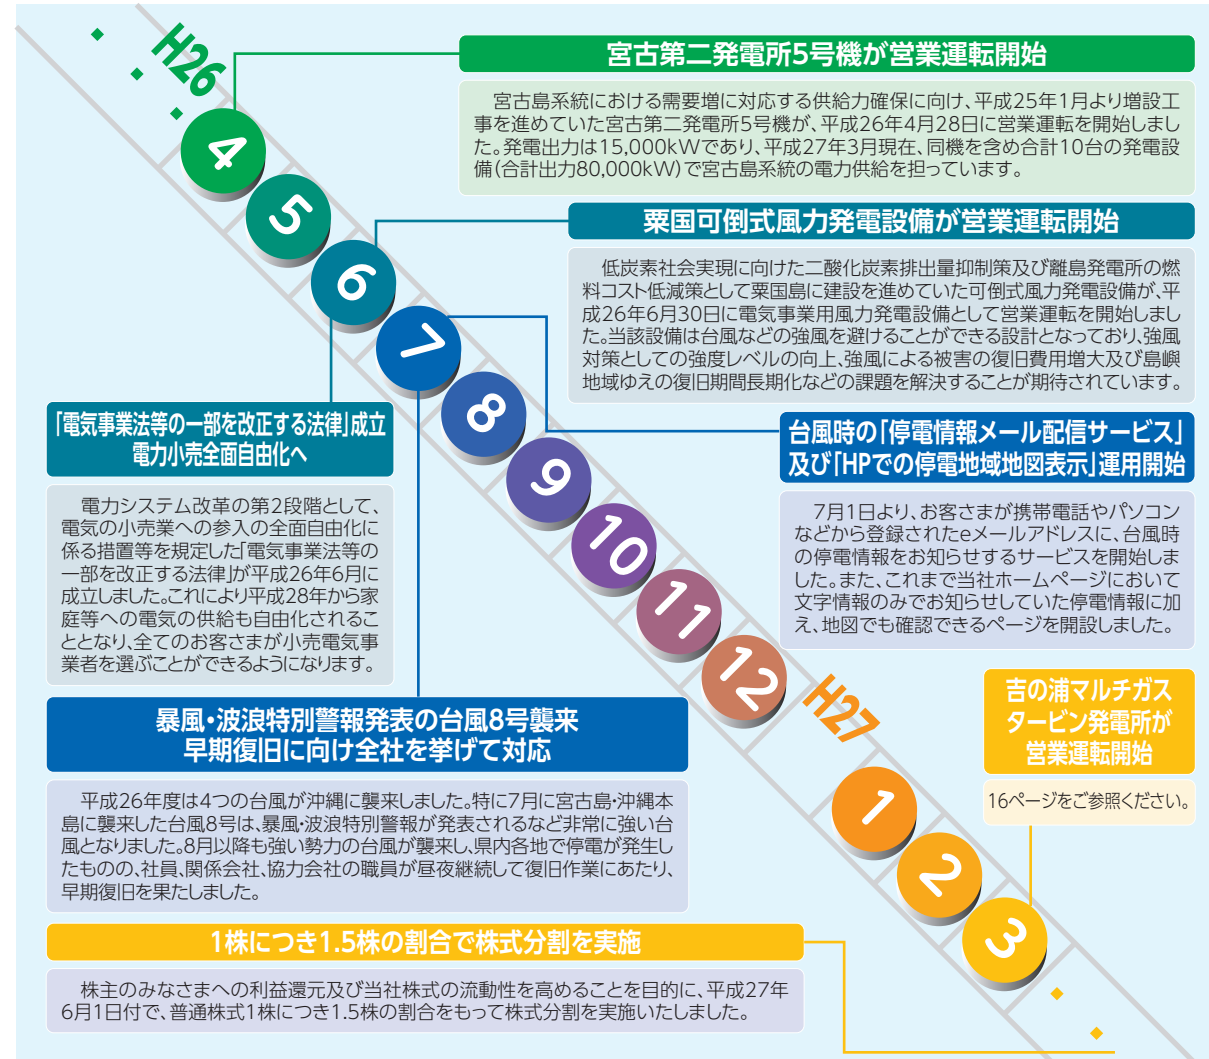 H26
4
5
6
7
8
9
10
11
12
H27
1
2
3
宮古第二発電所5号機が営業運転開始
宮古島系統における需要増に対応する供給力確保に向け、平成25年1月より増設工
事を進めていた宮古第二発電所5号機が、平成26年4月28日に営業運転を開始しまし
た。発電出力は15,000kWであり、平成27年3月現在、同機を含め合計10台の発電設
備(合計出力80,000kW)で宮古島系統の電力供給を担っています。
粟国可倒式風力発電設備が営業運転開始
低炭素社会実現に向けた二酸化炭素排出量抑制策及び離島発電所の燃
料コスト低減策として粟国島に建設を進めていた可倒式風力発電設備が、平
成26年6月30日に電気事業用風力発電設備として営業運転を開始しまし
た。当該設備は台風などの強風を避けることができる設計となっており、強風
対策としての強度レベルの向上、強風による被害の復旧費用増大及び島嶼
地域ゆえの復旧期間長期化などの課題を解決することが期待されています。
「電気事業法等の一部を改正する法律」成立
電力小売全面自由化へ
電力システム改革の第2段階として、
電気の小売業への参入の全面自由化に
係る措置等を規定した「電気事業法等の
一部を改正する法律」が平成26年6月に
成立しました。これにより平成28年から家
庭等への電気の供給も自由化されるこ
ととなり、全てのお客さまが小売電気事
業者を選ぶことができるようになります。
台風時の「停電情報メール配信サービス」
及び「HPでの停電地域地図表示」運用開始
7月1日より、お客さまが携帯電話やパソコン
などから登録されたeメールアドレスに、台風時
の停電情報をお知らせするサービスを開始しま
した。また、これまで当社ホームページにおいて
文字情報のみでお知らせしていた停電情報に加
え、地図でも確認できるページを開設しました。
暴風・波浪特別警報発表の台風8号襲来
早期復旧に向け全社を挙げて対応
平成26年度は4つの台風が沖縄に襲来しました。特に7月に宮古島・沖縄本
島に襲来した台風8号は、暴風・波浪特別警報が発表されるなど非常に強い台
風となりました。8月以降も強い勢力の台風が襲来し、県内各地で停電が発生し
たものの、社員、関係会社、協力会社の職員が昼夜継続して復旧作業にあたり、
早期復旧を果たしました。
吉の浦マルチガス
タービン発電所が
営業運転開始
16ページをご参照ください。
1株につき1.5株の割合で株式分割を実施
株主のみなさまへの利益還元及び当社株式の流動性を高めることを目的に、平成27年
6月1日付で、普通株式1株につき1.5株の割合をもって株式分割を実施いたしました。